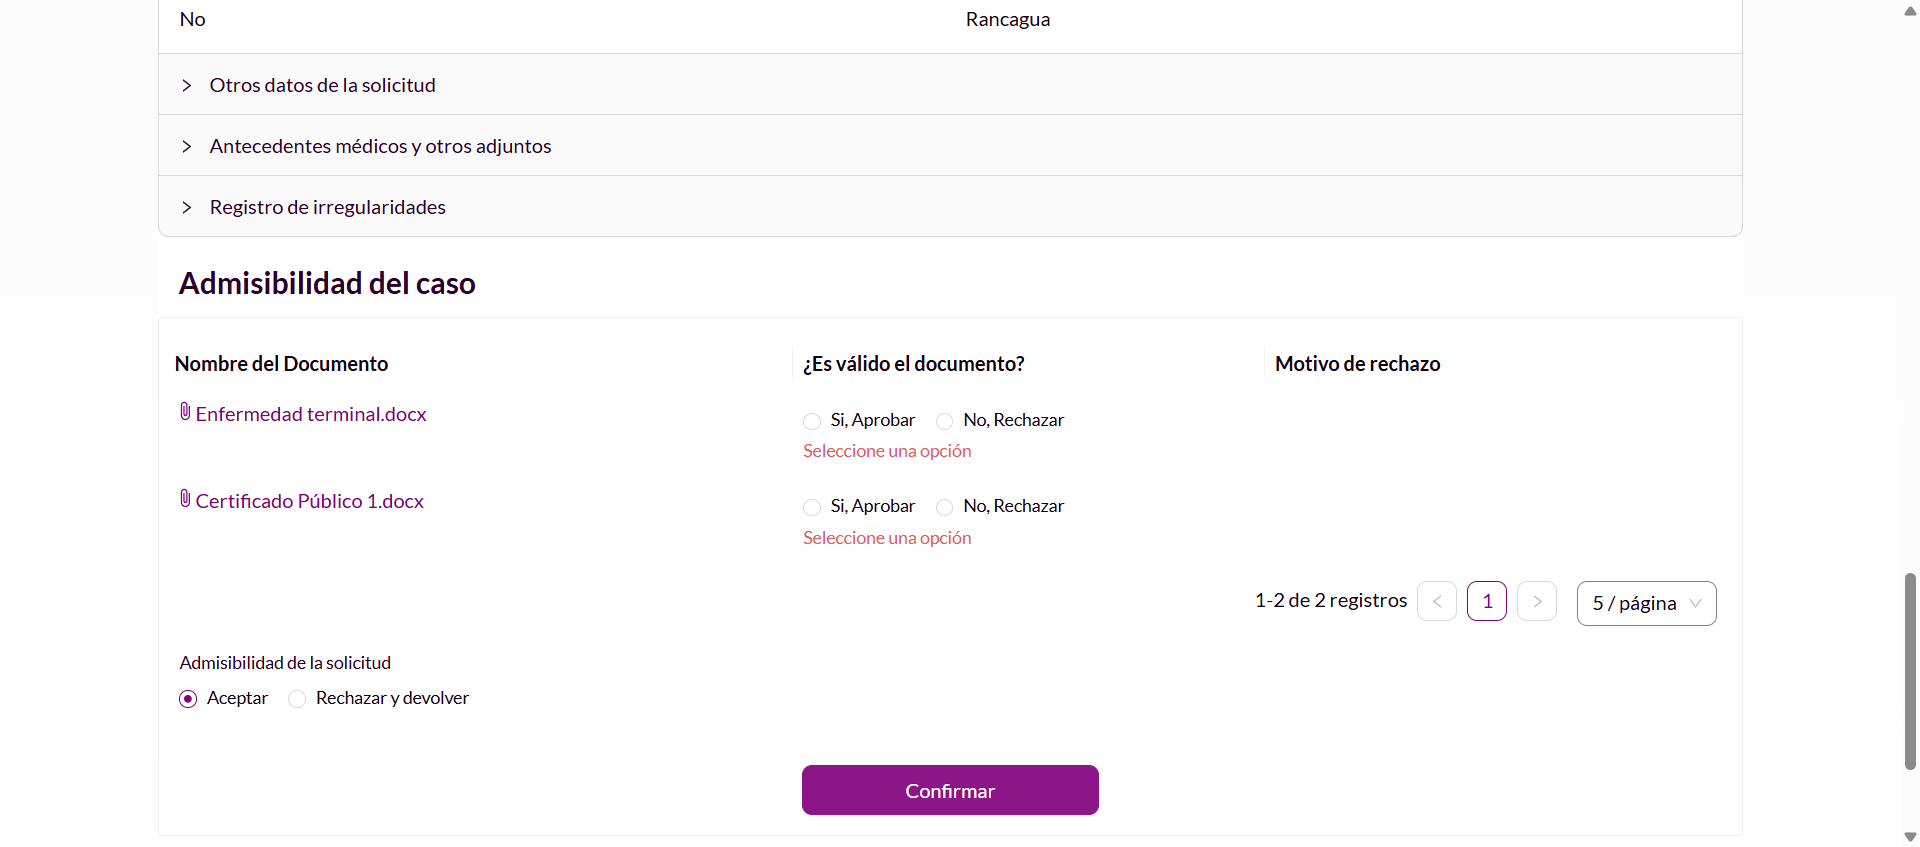 No Rancagua
Otros datos de la solicitud
Antecedentes médicos y otros adjuntos
Registro de irregularidades
Admisibilidad del caso
Nombre del Documento ¿Es válido el documento? Motivo de rechazo
Enfermedad terminal.docx Si, Aprobar No, Rechazar
Seleccione una opción
Certificado Público 1.docx Si, Aprobar No, Rechazar
Seleccione una opción
1-2 de 2 registros < 1 > 5 / página
Admisibilidad de la solicitud
Aceptar Rechazar y devolver
Confirmar